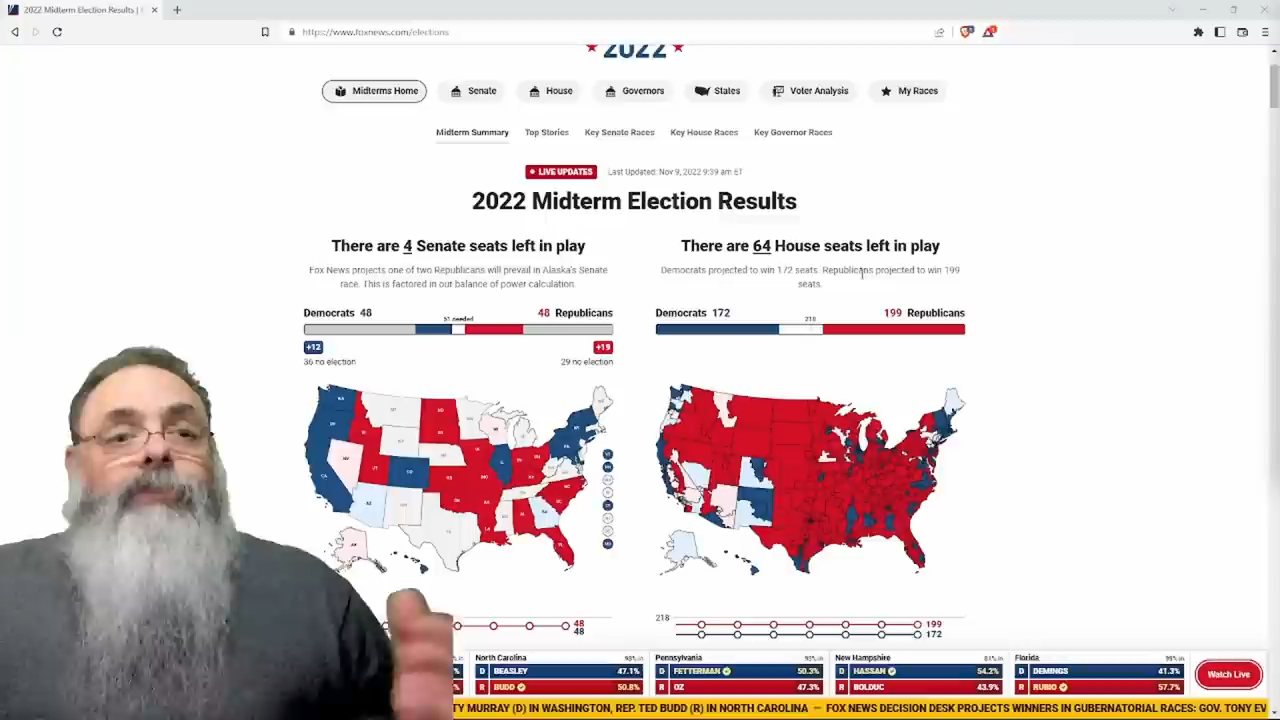 2022 Midterm Election Results |
https://www.foxnews.com/elections
2022
Midterms Home
Senate
House
Governors
States
Voter Analysis
My Races
Midterm Summary
Top Stories
Key Senate Races
Key House Races
Key Governor Races
LIVE UPDATES
Last Updated: Nov 9, 2022 9:39 am ET
2022 Midterm Election Results
There are 4 Senate seats left in play
Fox News projects one of two Republicans will prevail in Alaska's Senate
race. This is factored in our balance of power calculation.
Democrats 48
48 Republicans
51 needed
+12
+19
36 no election
29 no election
There are 64 House seats left in play
Democrats projected to win 172 seats. Republicans projected to win 199
seats.
Democrats 172
199 Republicans
218
48
48
218
199
172
North Carolina
D BEASLEY 47.1%
R BUDD 50.8%
Pennsylvania
D FETTERMAN 50.3%
R OZ 47.3%
New Hampshire
D HASSAN 54.2%
R BOLDUC 43.9%
Florida
D DEMINGS 41.3%
R RUBIO 57.7%
Watch Live
TY MURRAY (D) IN WASHINGTON, REP. TED BUDD (R) IN NORTH CAROLINA — FOX NEWS DECISION DESK PROJECTS WINNERS IN GUBERNATORIAL RACES: GOV. TONY EV